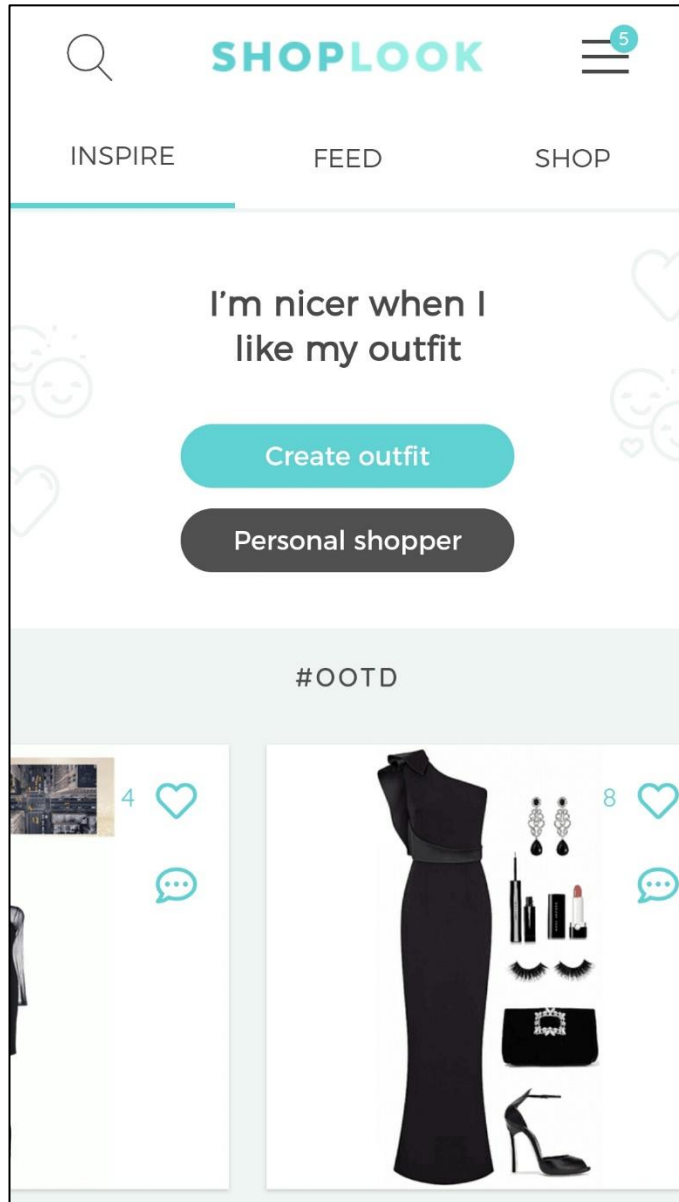 SHOPLOOK
5
INSPIRE
FEED
SHOP
I'm nicer when I
like my outfit
Create outfit
Personal shopper
#OOTD
4
8